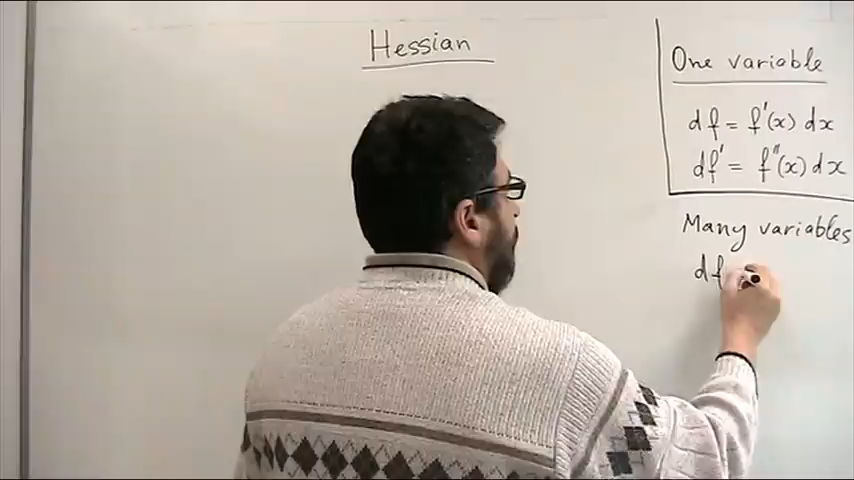 Hessian
One variable
df = f'(x) dx
df' = f"(x) dx
Many variables
df